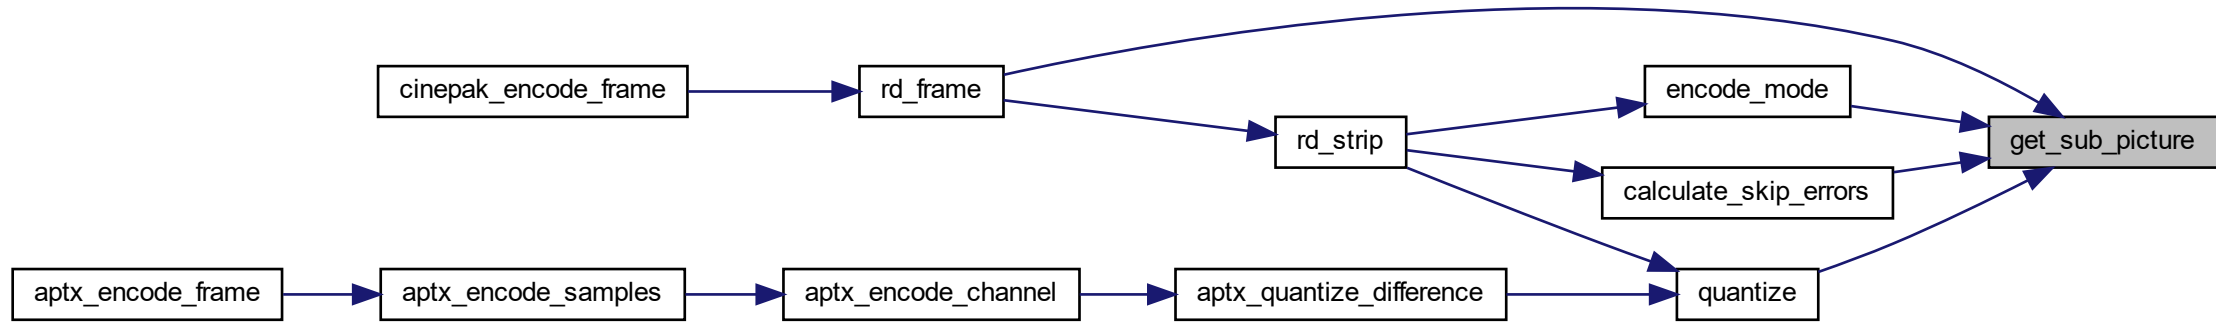 cinepak_encode_frame
rd_frame
encode_mode
rd_strip
get_sub_picture
calculate_skip_errors
aptx_encode_frame
aptx_encode_samples
aptx_encode_channel
aptx_quantize_difference
quantize